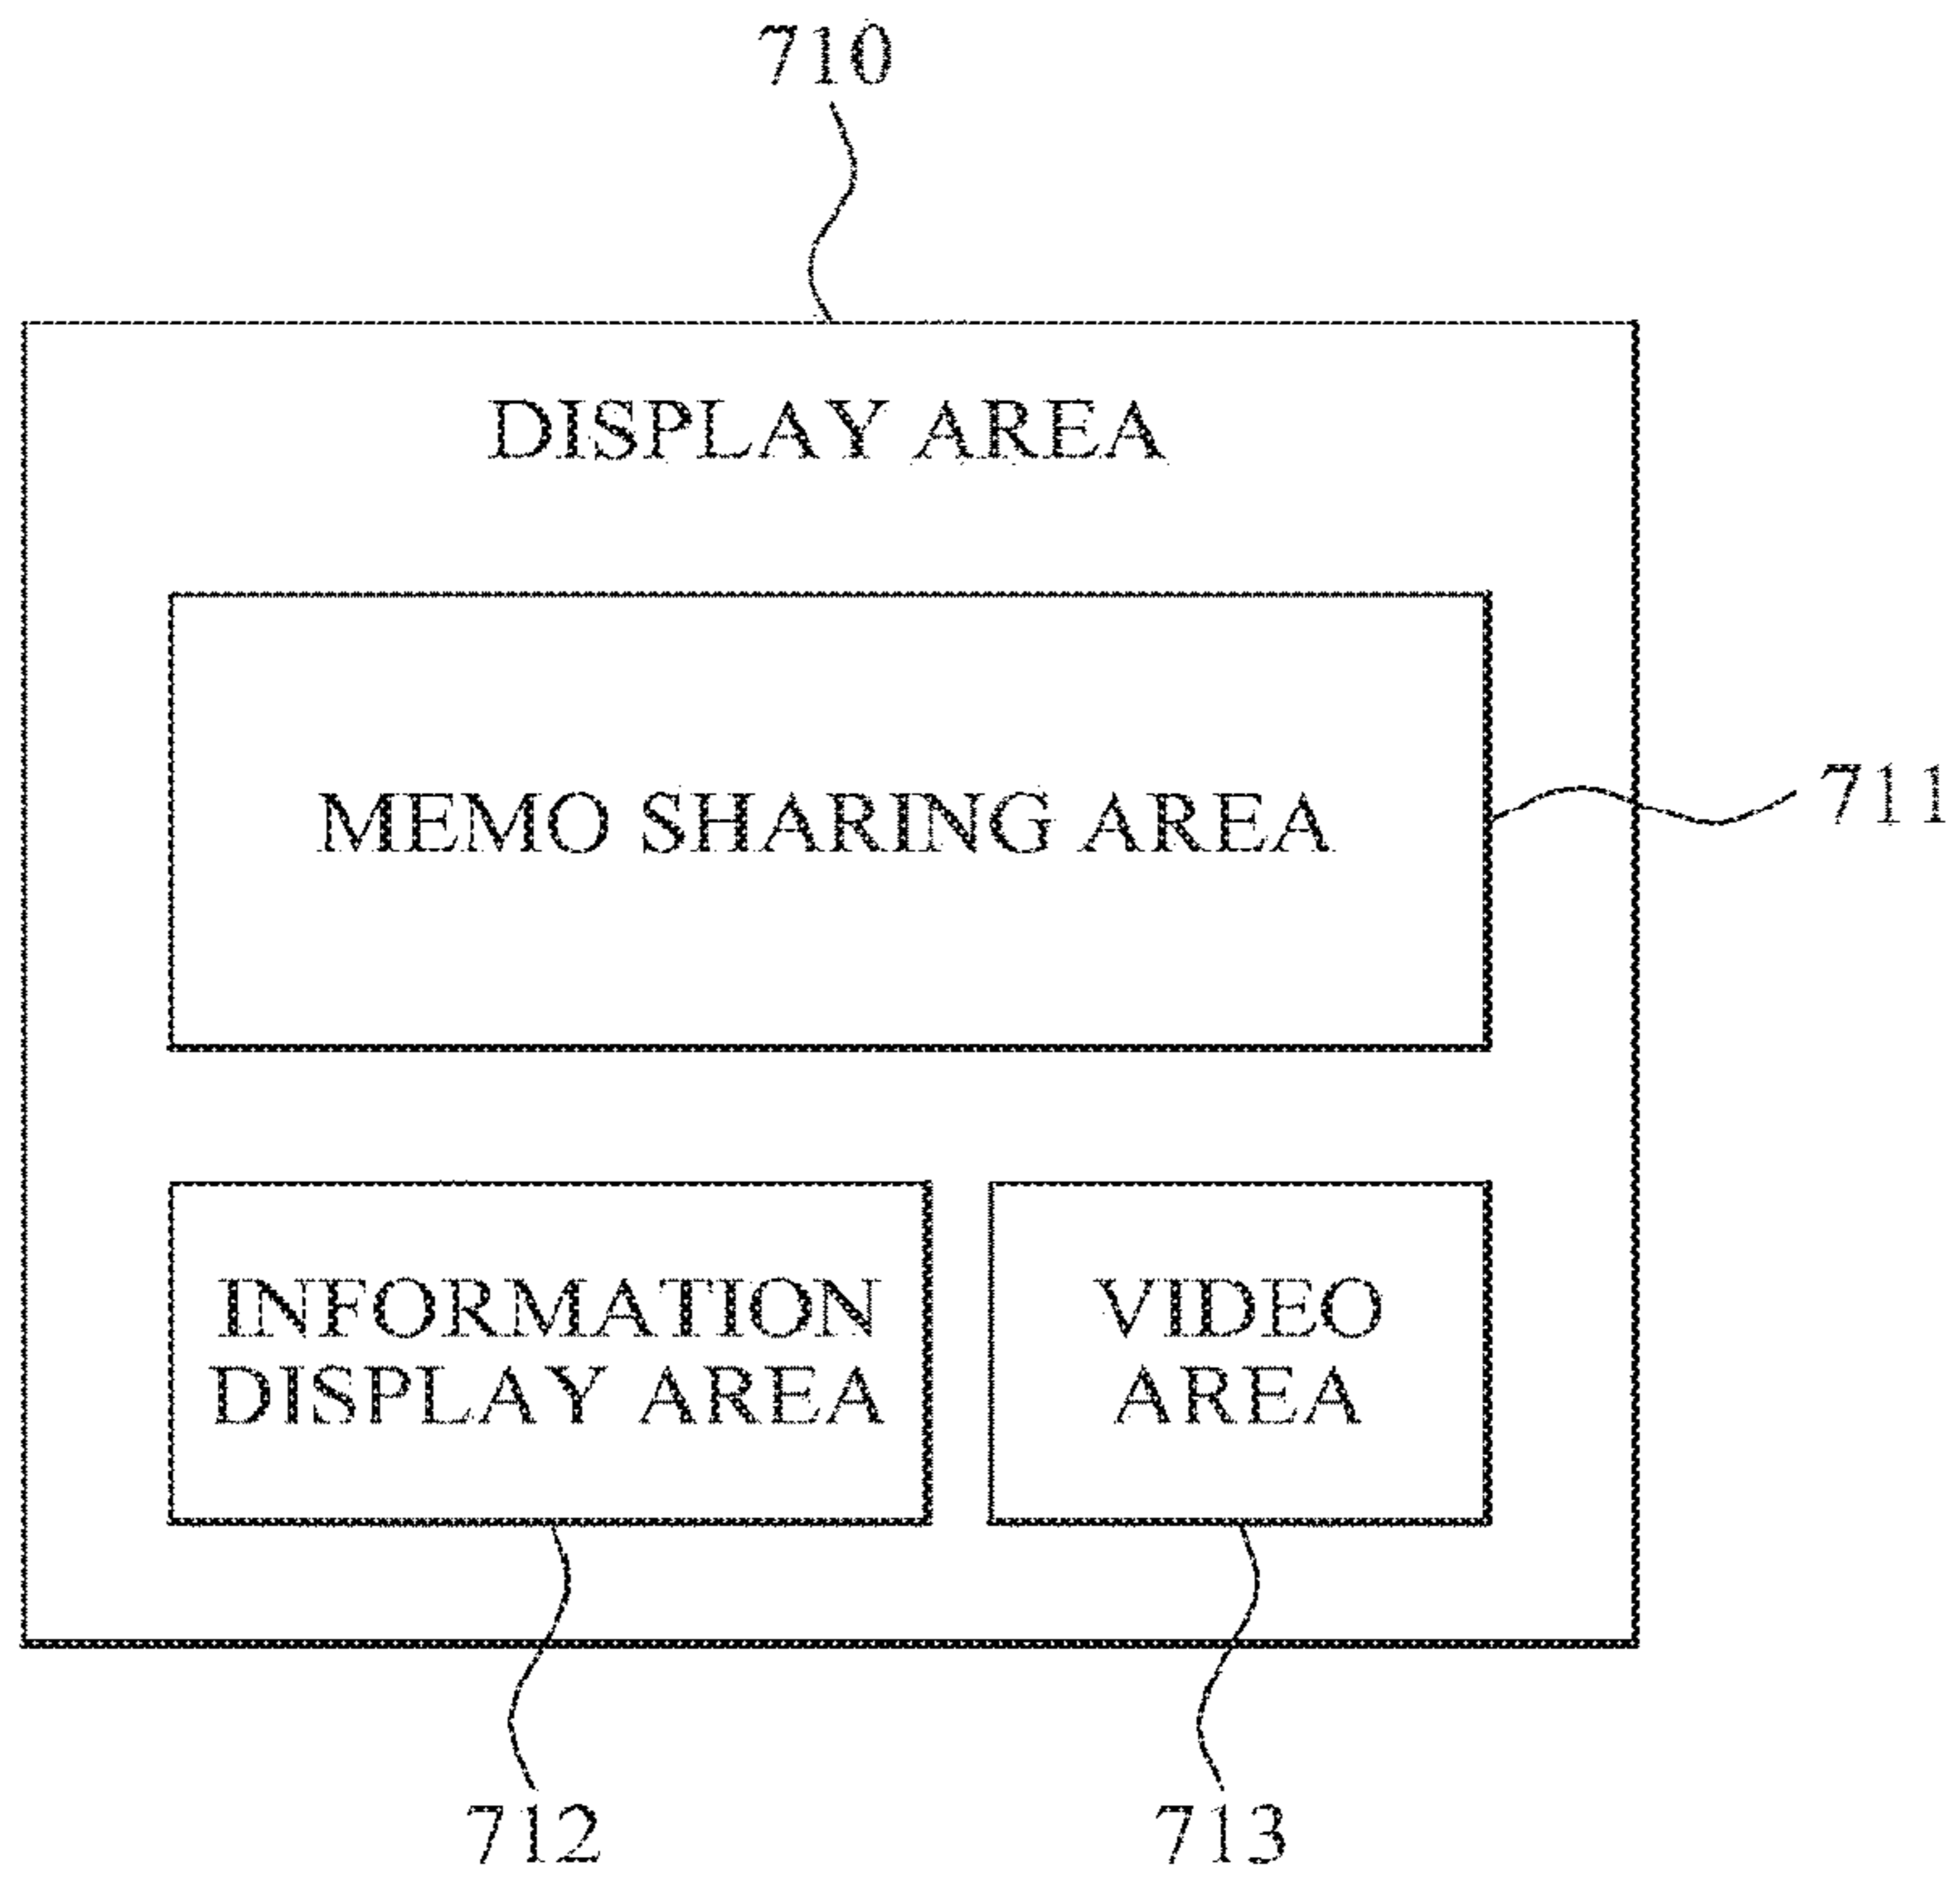 710
DISPLAY AREA
MEMO SHARING AREA
711
INFORMATION
DISPLAY AREA
VIDEO
AREA
712
713